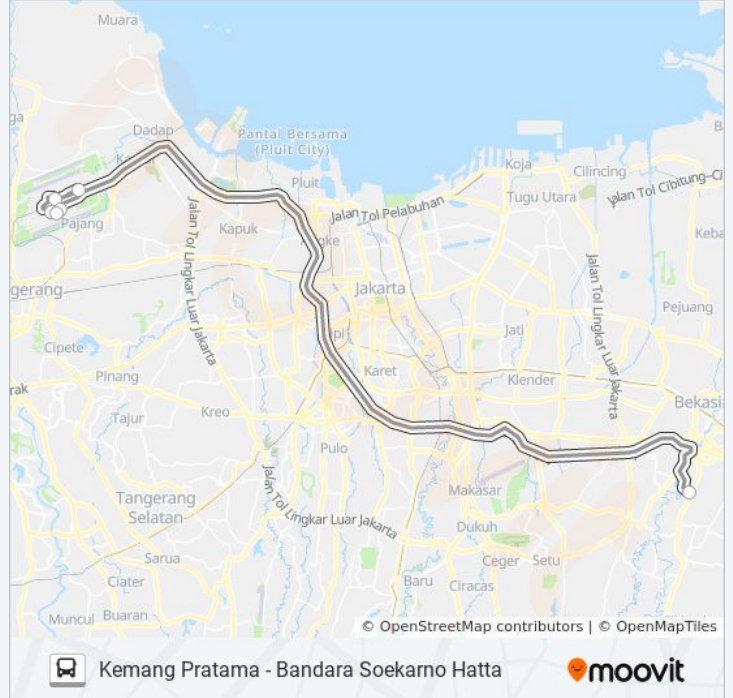 Muara
Dadap
Pantai Bersama
(Pluit City)
Koja
Cilincing
Pluit
Tugu Utara
Jalan Tol Cibitung-Ci
Jalan Tol Pelabuhan
Pajang
Kapuk
Jalan Tol Lingkar Luar Jakarta
Keba
gerang
Jakarta
Jalan Tol Lingkar Luar Jakarta
Pejuang
Cipete
Jati
Pinang
Karet
Klender
rak
Kreo
Bekasi
Tajur
Pulo
Jalan Tol Lingkar Luar Jakarta
Makasar
Tangerang
Selatan
Dukuh
Sarua
Ceger
Setu
Ciater
Baru
Ciracas
Muncul
Buaran
© OpenStreetMap contributors | © OpenMapTiles
Kemang Pratama - Bandara Soekarno Hatta
moovit